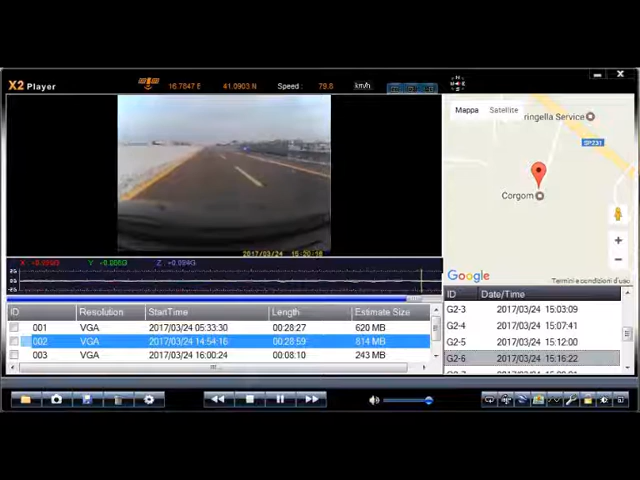 X2 Player
16.7847 E 41.0903 N Speed : 79.8 km/h
Mappa Satellite
ringella Service
SP231
Corgom
Google
Termini e condizioni d'uso
2017/03/24 15:20:16
ID Resolution StartTime Length Estimate Size
001 VGA 2017/03/24 05:33:30 00:28:27 620 MB
002 VGA 2017/03/24 14:54:16 00:28:59 614 MB
003 VGA 2017/03/24 16:00:24 00:08:10 243 MB
ID Date/Time
G2-3 2017/03/24 15:03:09
G2-4 2017/03/24 15:07:41
G2-5 2017/03/24 15:12:00
G2-6 2017/03/24 15:16:22